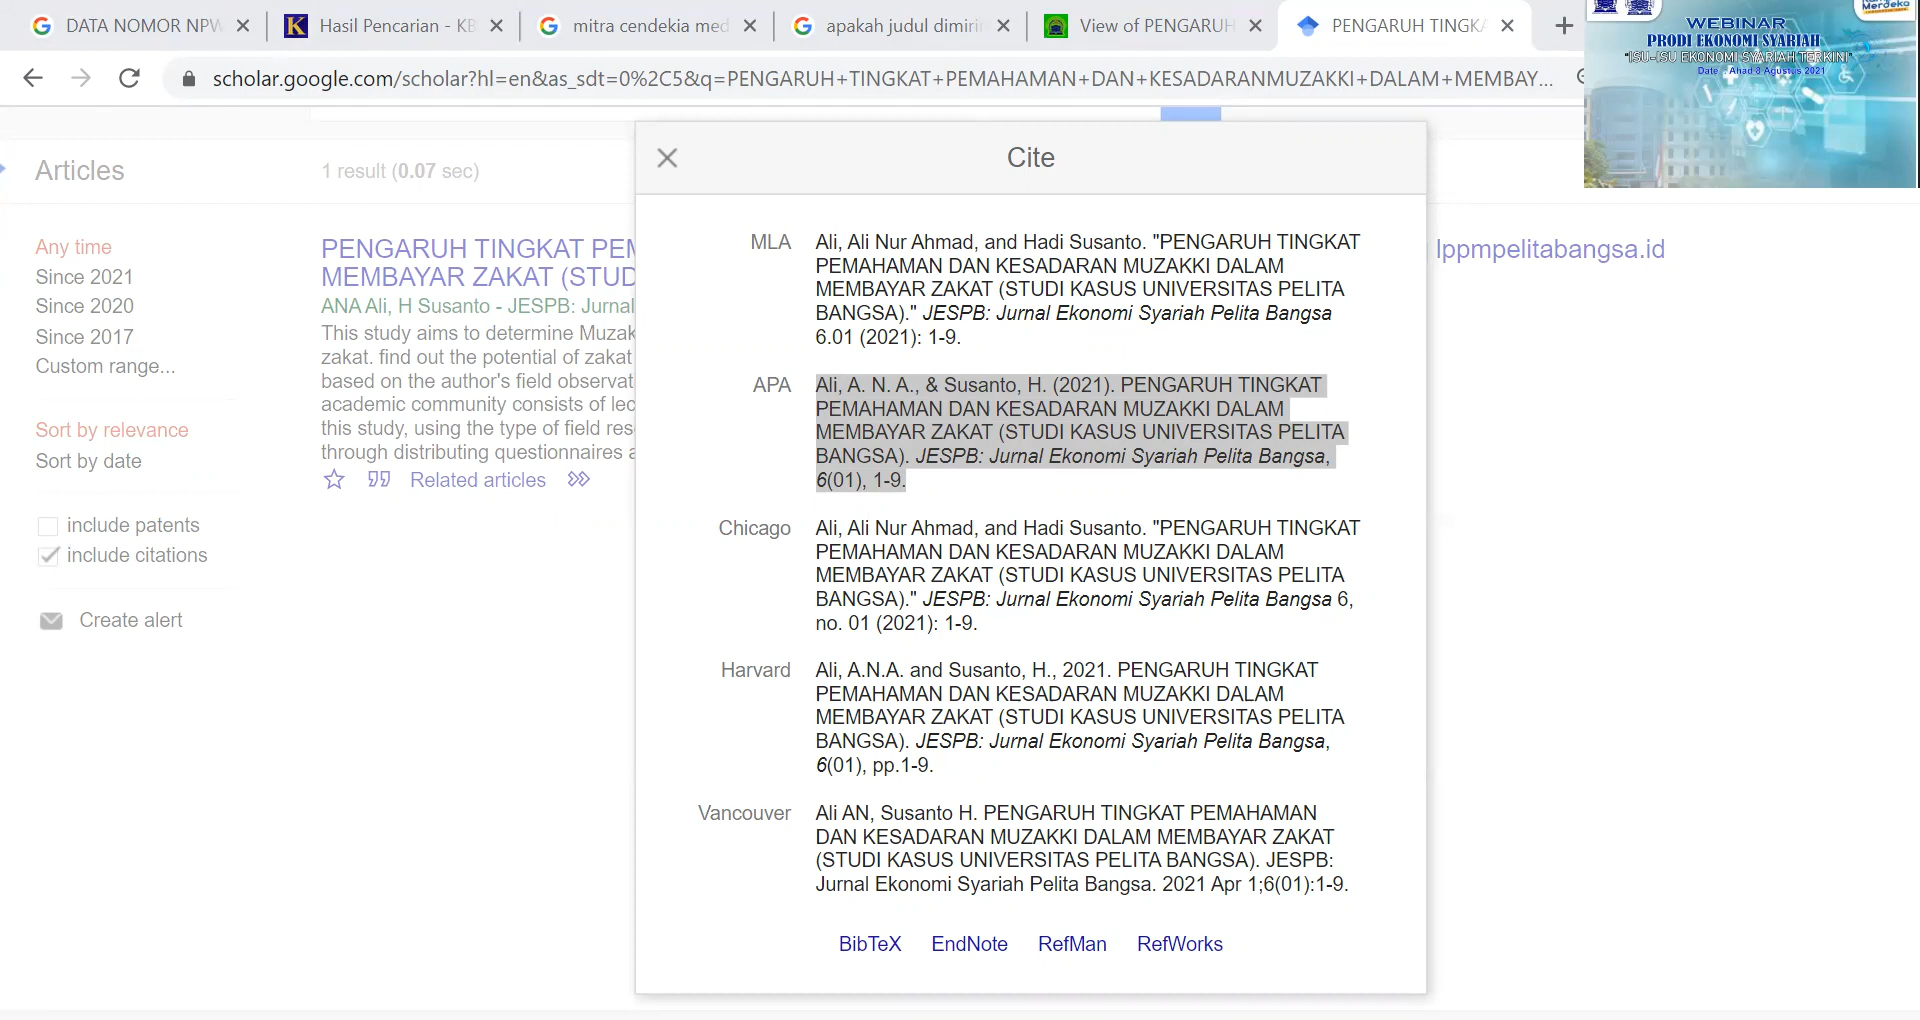 DATA NOMOR NPW
Hasil Pencarian - KB
mitra cendekia med
apakah judul dimirin
View of PENGARUH
PENGARUH TINGKA
scholar.google.com/scholar?hl=en&as_sdt=0%2C5&q=PENGARUH+TINGKAT+PEMAHAMAN+DAN+KESADARANMUZAKKI+DALAM+MEMBAY...
Merdeka
WEBINAR
PRODI EKONOMI SYARIAH
"ISU-ISU EKONOMI SYARIAH TERKINI"
Date : Ahad 8 Agustus 2021
Articles
1 result (0.07 sec)
Any time
Since 2021
Since 2020
Since 2017
Custom range...
Sort by relevance
Sort by date
include patents
include citations
Create alert
PENGARUH TINGKAT PEM
MEMBAYAR ZAKAT (STUD
ANA Ali, H Susanto - JESPB: Jurnal
This study aims to determine Muzak
zakat. find out the potential of zakat
based on the author's field observat
academic community consists of lec
this study, using the type of field res
through distributing questionnaires a
Related articles
lppmpelitabangsa.id
Cite
MLA
Ali, Ali Nur Ahmad, and Hadi Susanto. "PENGARUH TINGKAT
PEMAHAMAN DAN KESADARAN MUZAKKI DALAM
MEMBAYAR ZAKAT (STUDI KASUS UNIVERSITAS PELITA
BANGSA)." JESPB: Jurnal Ekonomi Syariah Pelita Bangsa
6.01 (2021): 1-9.
APA
Ali, A. N. A., & Susanto, H. (2021). PENGARUH TINGKAT
PEMAHAMAN DAN KESADARAN MUZAKKI DALAM
MEMBAYAR ZAKAT (STUDI KASUS UNIVERSITAS PELITA
BANGSA). JESPB: Jurnal Ekonomi Syariah Pelita Bangsa,
6(01), 1-9.
Chicago
Ali, Ali Nur Ahmad, and Hadi Susanto. "PENGARUH TINGKAT
PEMAHAMAN DAN KESADARAN MUZAKKI DALAM
MEMBAYAR ZAKAT (STUDI KASUS UNIVERSITAS PELITA
BANGSA)." JESPB: Jurnal Ekonomi Syariah Pelita Bangsa 6,
no. 01 (2021): 1-9.
Harvard
Ali, A.N.A. and Susanto, H., 2021. PENGARUH TINGKAT
PEMAHAMAN DAN KESADARAN MUZAKKI DALAM
MEMBAYAR ZAKAT (STUDI KASUS UNIVERSITAS PELITA
BANGSA). JESPB: Jurnal Ekonomi Syariah Pelita Bangsa,
6(01), pp.1-9.
Vancouver
Ali AN, Susanto H. PENGARUH TINGKAT PEMAHAMAN
DAN KESADARAN MUZAKKI DALAM MEMBAYAR ZAKAT
(STUDI KASUS UNIVERSITAS PELITA BANGSA). JESPB:
Jurnal Ekonomi Syariah Pelita Bangsa. 2021 Apr 1;6(01):1-9.
BibTeX EndNote RefMan RefWorks